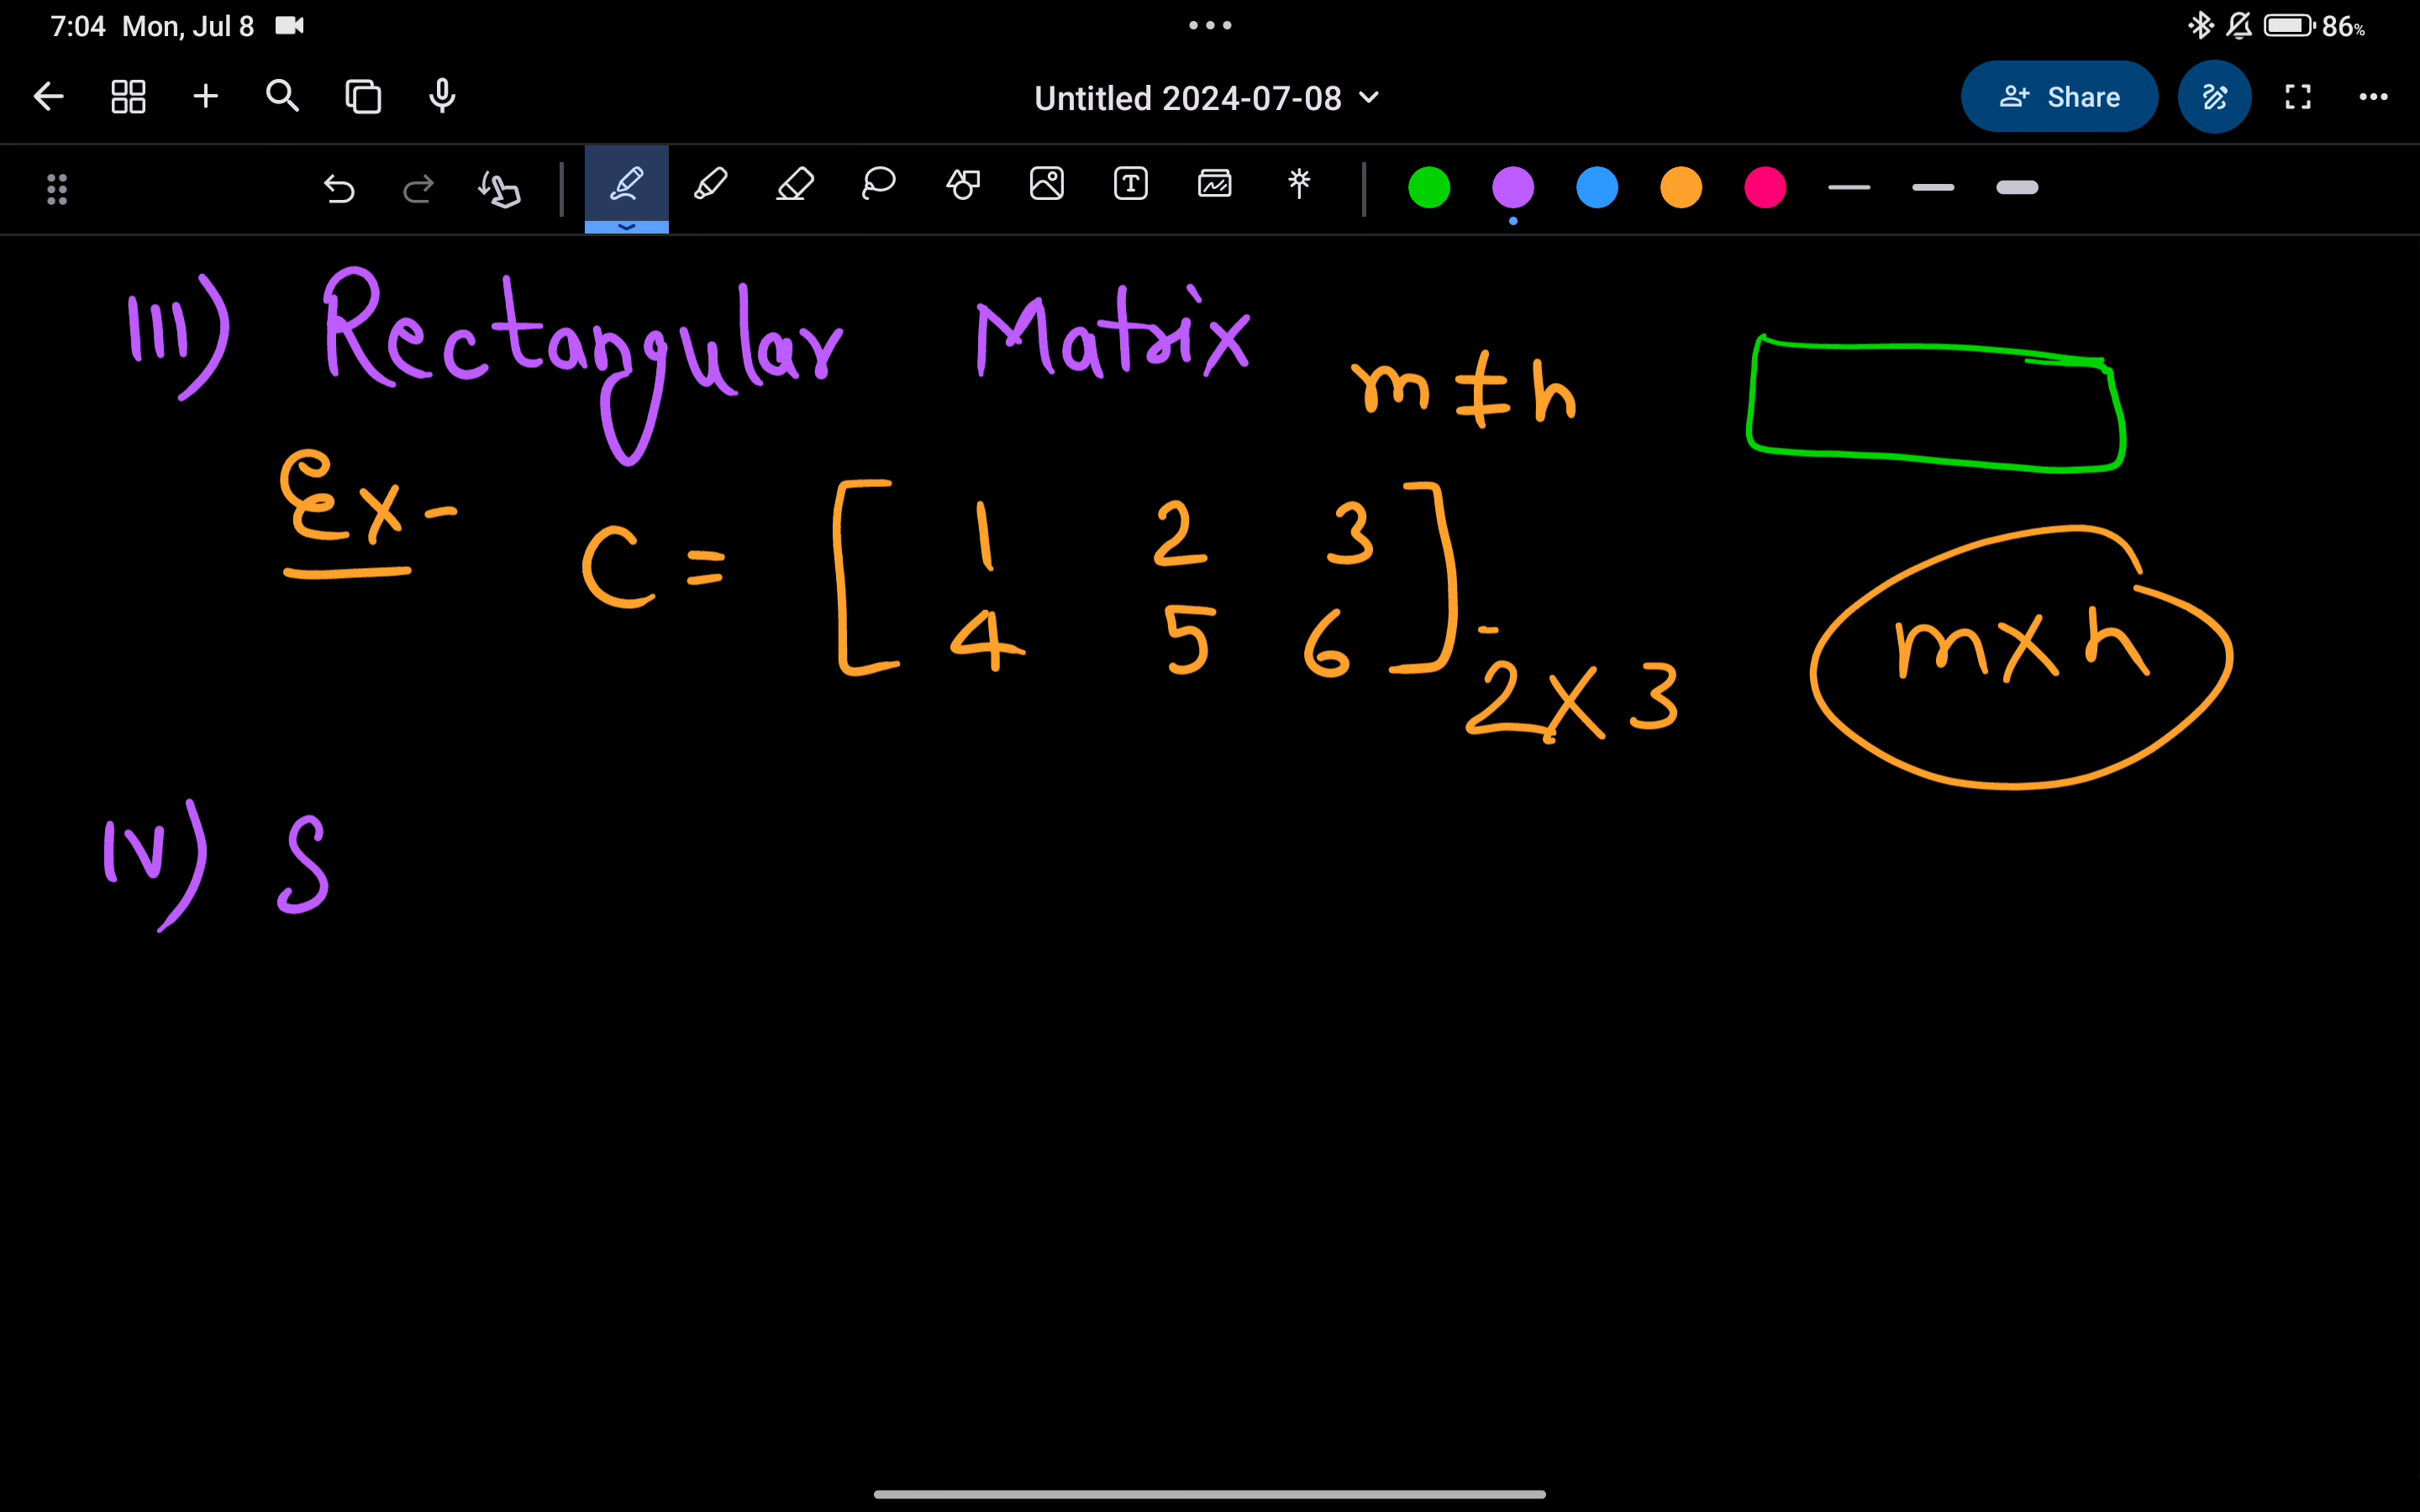 7:04 Mon, Jul 8 86%
Untitled 2024-07-08 Share
III) Rectangular Matrix m ≠ n
Ex- C = [ 1 2 3
4 5 6 ] 2x3 mxn
IV) S